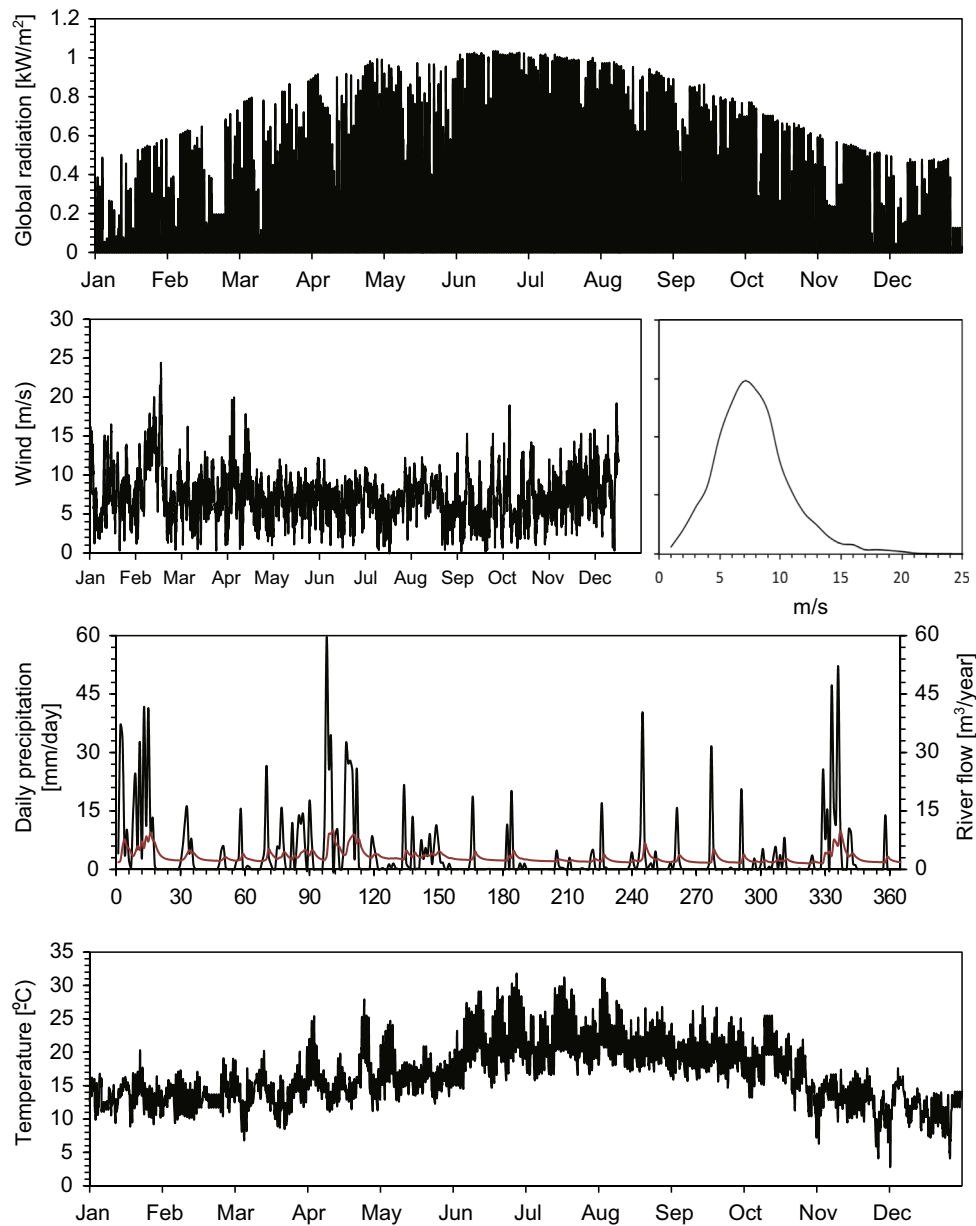 Global radiation [kW/m²]
1.2
1
0.8
0.6
0.4
0.2
0
Jan Feb Mar Apr May Jun Jul Aug Sep Oct Nov Dec
Wind [m/s]
30
25
20
15
10
5
0
Jan Feb Mar Apr May Jun Jul Aug Sep Oct Nov Dec
0 5 10 15 20 25
m/s
Daily precipitation
[mm/day]
60
45
30
15
0
0 30 60 90 120 150 180 210 240 270 300 330 360
60
45
30
15
0
River flow [m³/year]
Temperature [ºC]
35
30
25
20
15
10
5
0
Jan Feb Mar Apr May Jun Jul Aug Sep Oct Nov Dec